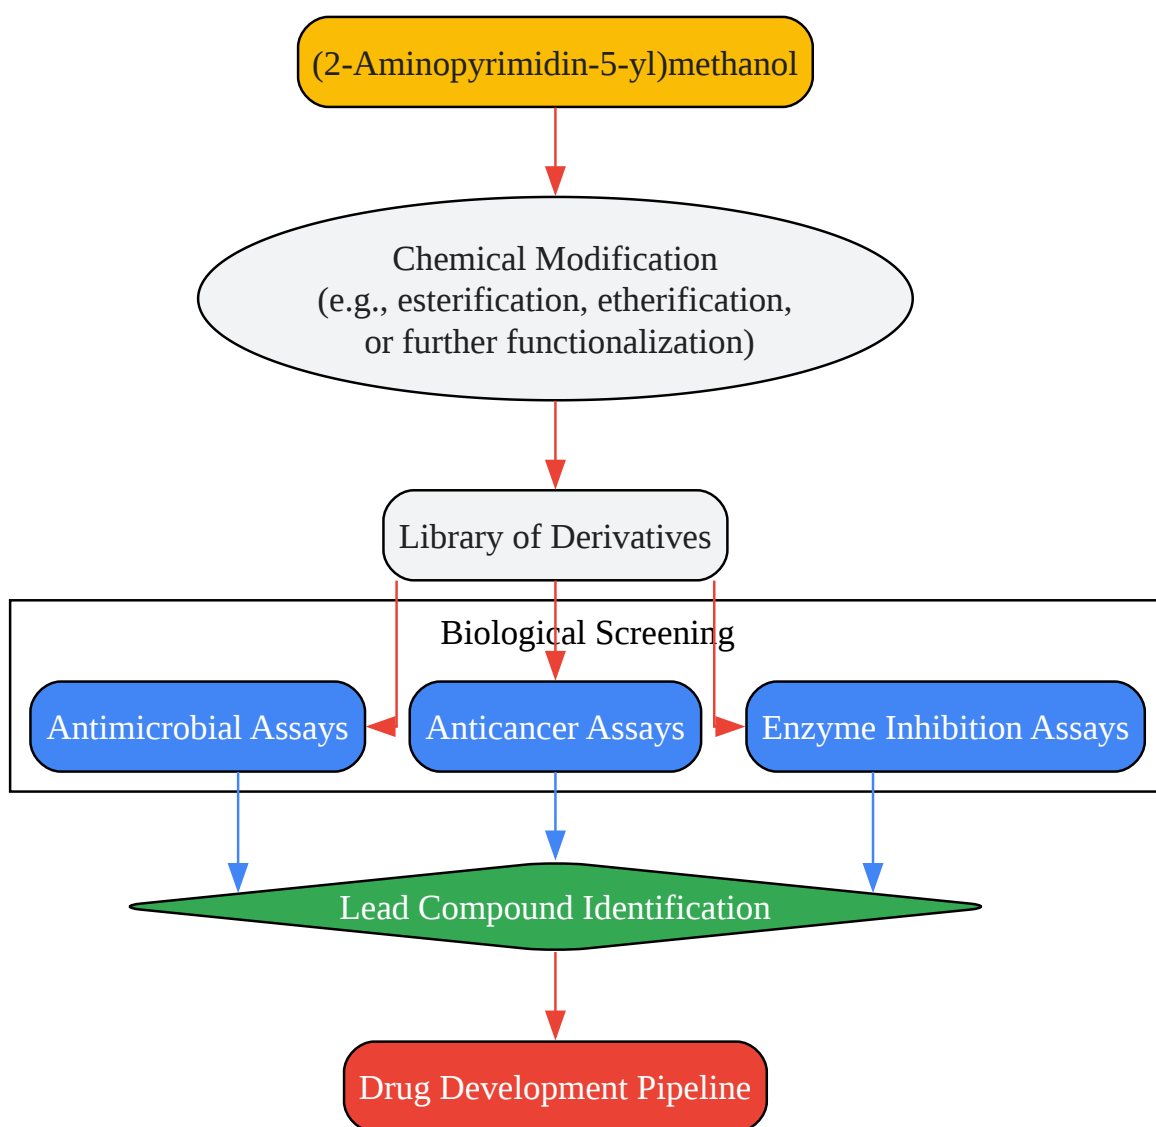 (2-Aminopyrimidin-5-yl)methanol
Chemical Modification
(e.g., esterification, etherification,
or further functionalization)
Library of Derivatives
Biological Screening
Antimicrobial Assays
Anticancer Assays
Enzyme Inhibition Assays
Lead Compound Identification
Drug Development Pipeline